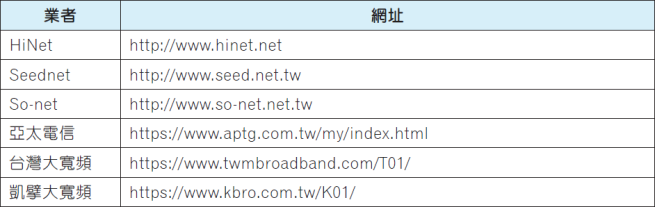 業者 網址
HiNet http://www.hinet.net
Seednet http://www.seed.net.tw
So-net http://www.so-net.net.tw
亞太電信 https://www.aptg.com.tw/my/index.html
台灣大寬頻 https://www.twmbroadband.com/T01/
凱擘大寬頻 https://www.kbro.com.tw/K01/